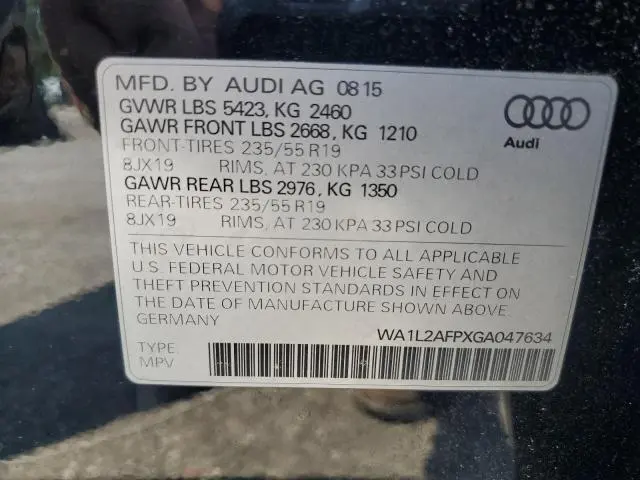 MFD. BY AUDI AG 08 15
GVWR LBS 5423, KG 2460
GAWR FRONT LBS 2668, KG 1210
FRONT-TIRES 235/55 R19
8JX19 RIMS, AT 230 KPA 33 PSI COLD
GAWR REAR LBS 2976, KG 1350
REAR-TIRES 235/55 R19
8JX19 RIMS, AT 230 KPA 33 PSI COLD
Audi
THIS VEHICLE CONFORMS TO ALL APPLICABLE
U.S. FEDERAL MOTOR VEHICLE SAFETY AND
THEFT PREVENTION STANDARDS IN EFFECT ON
THE DATE OF MANUFACTURE SHOWN ABOVE.
GERMANY
WA1L2AFPXGA047634
TYPE:
MPV